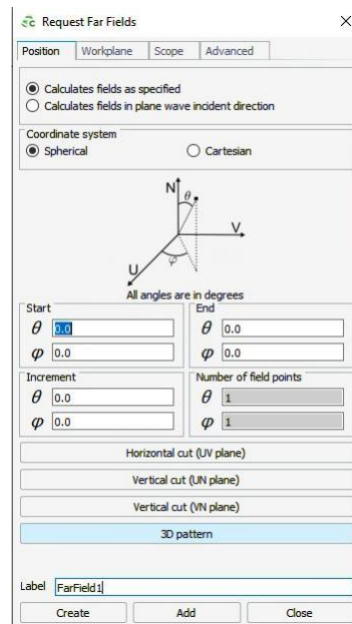 Request Far Fields
Position Workplane Scope Advanced
Calculates fields as specified
Calculates fields in plane wave incident direction
Coordinate system
Spherical Cartesian
N
θ
V
U
φ
All angles are in degrees
Start End
θ 0.0 θ 0.0
φ 0.0 φ 0.0
Increment Number of field points
θ 0.0 θ 1
φ 0.0 φ 1
Horizontal cut (UV plane)
Vertical cut (UN plane)
Vertical cut (VN plane)
3D pattern
Label FarField1
Create Add Close